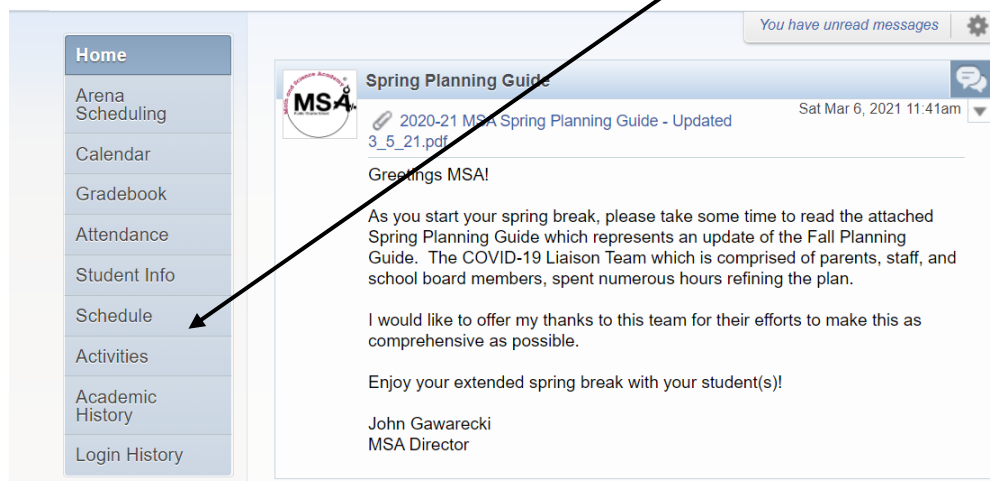 You have unread messages
Home
Arena
Scheduling
Calendar
Gradebook
Attendance
Student Info
Schedule
Activities
Academic
History
Login History
MSA
Spring Planning Guide
Sat Mar 6, 2021 11:41am
2020-21 MSA Spring Planning Guide - Updated
3_5_21.pdf
Greetings MSA!
As you start your spring break, please take some time to read the attached
Spring Planning Guide which represents an update of the Fall Planning
Guide.  The COVID-19 Liaison Team which is comprised of parents, staff, and
school board members, spent numerous hours refining the plan.
I would like to offer my thanks to this team for their efforts to make this as
comprehensive as possible.
Enjoy your extended spring break with your student(s)!
John Gawarecki
MSA Director